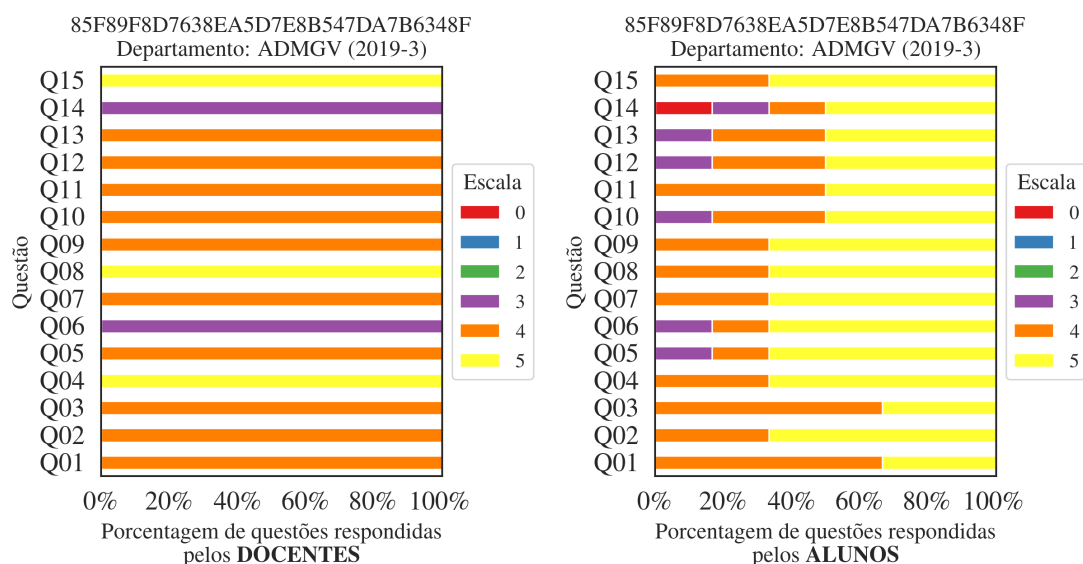 85F89F8D7638EA5D7E8B547DA7B6348F
Departamento: ADMGV (2019-3)
Q15
Q14
Q13
Q12
Q11
Q10
Q09
Q08
Q07
Q06
Q05
Q04
Q03
Q02
Q01
Questão
0% 20% 40% 60% 80% 100%
Porcentagem de questões respondidas
pelos DOCENTES
Escala
0
1
2
3
4
5
85F89F8D7638EA5D7E8B547DA7B6348F
Departamento: ADMGV (2019-3)
Q15
Q14
Q13
Q12
Q11
Q10
Q09
Q08
Q07
Q06
Q05
Q04
Q03
Q02
Q01
Questão
0% 20% 40% 60% 80% 100%
Porcentagem de questões respondidas
pelos ALUNOS
Escala
0
1
2
3
4
5